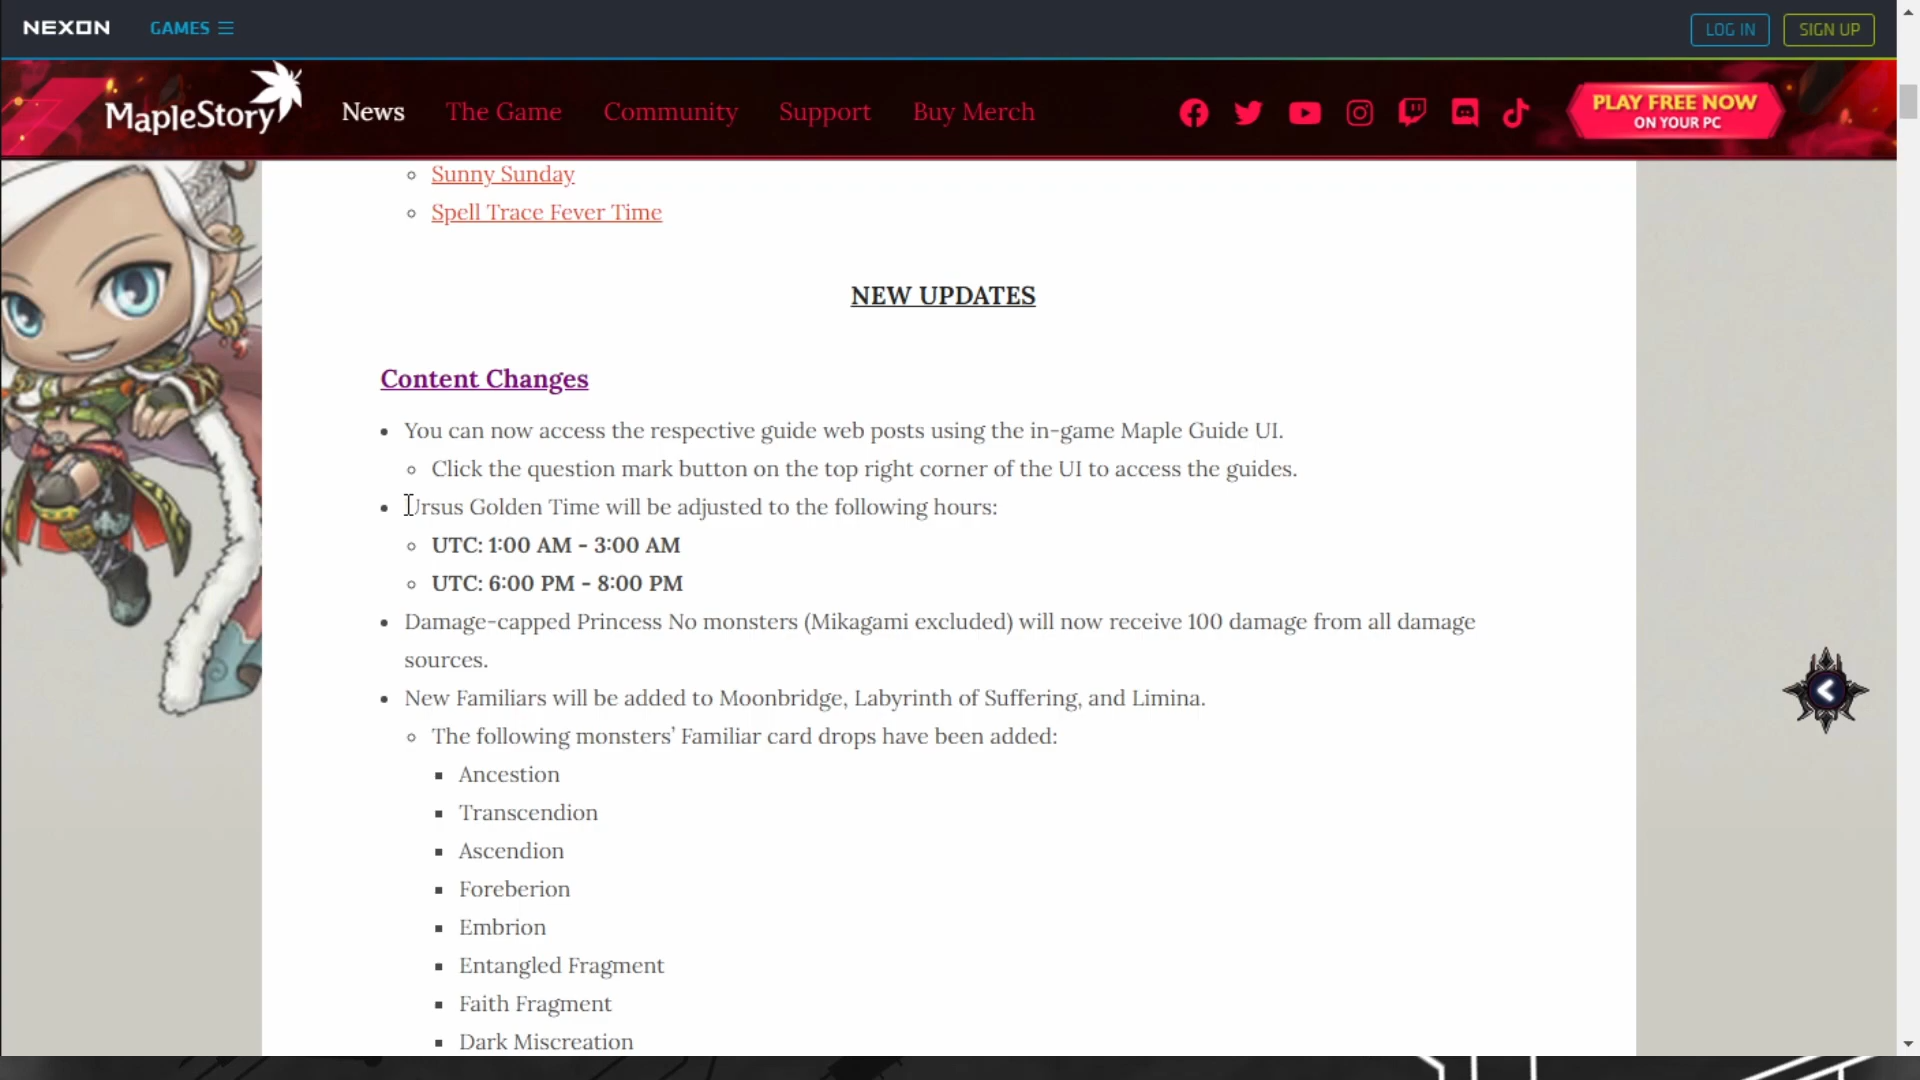 NEXON GAMES LOG IN SIGN UP
MapleStory News The Game Community Support Buy Merch PLAY FREE NOW
ON YOUR PC
Sunny Sunday
Spell Trace Fever Time
NEW UPDATES
Content Changes
You can now access the respective guide web posts using the in-game Maple Guide UI.
Click the question mark button on the top right corner of the UI to access the guides.
Ursus Golden Time will be adjusted to the following hours:
UTC: 1:00 AM - 3:00 AM
UTC: 6:00 PM - 8:00 PM
Damage-capped Princess No monsters (Mikagami excluded) will now receive 100 damage from all damage
sources.
New Familiars will be added to Moonbridge, Labyrinth of Suffering, and Limina.
The following monsters’ Familiar card drops have been added:
Ancestion
Transcendion
Ascendion
Foreberion
Embrion
Entangled Fragment
Faith Fragment
Dark Miscreation